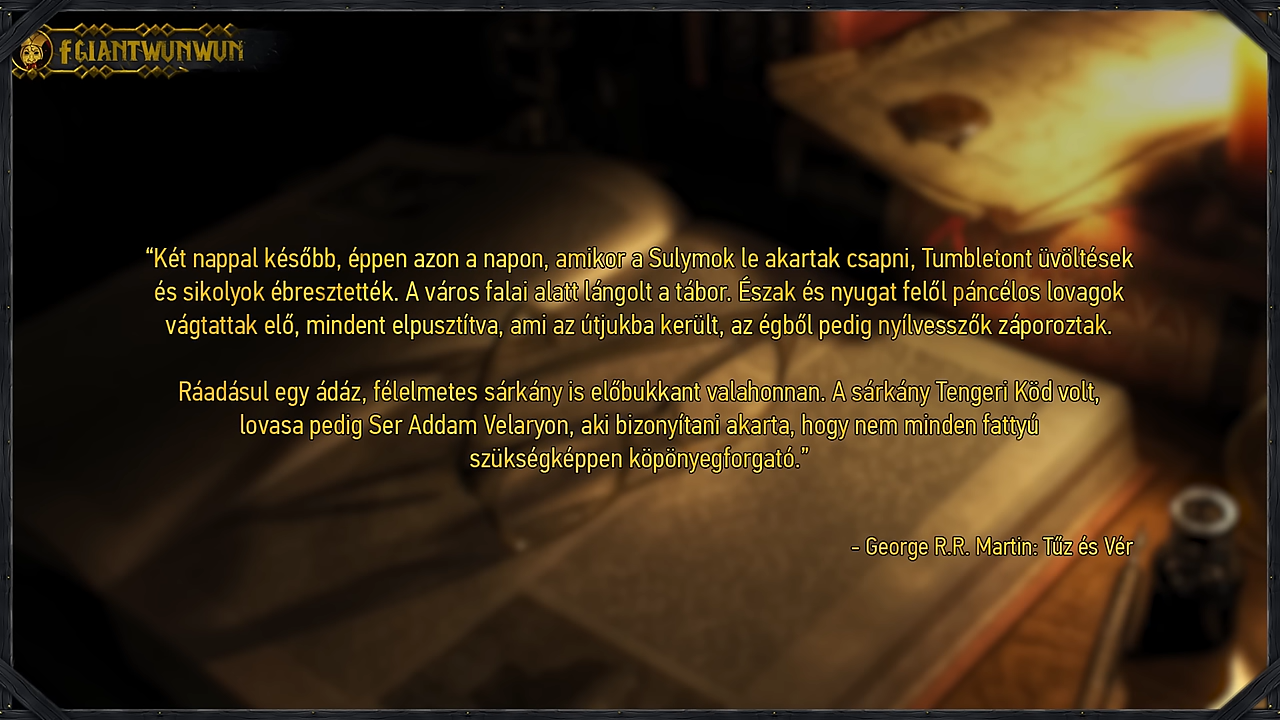 fGIANTWUNWUN
“Két nappal később, éppen azon a napon, amikor a Sulymok le akartak csapni, Tumbletont üvöltések
és sikolyok ébresztették. A város falai alatt lángolt a tábor. Észak és nyugat felől páncélos lovagok
vágtattak elő, mindent elpusztítva, ami az útjukba került, az égből pedig nyílvesszők záporoztak.
Ráadásul egy ádáz, félelmetes sárkány is előbukkant valahonnan. A sárkány Tengeri Köd volt,
lovasa pedig Ser Addam Velaryon, aki bizonyítani akarta, hogy nem minden fattyú
szükségképpen köpönyegforgató.”
- George R.R. Martin: Tűz és Vér